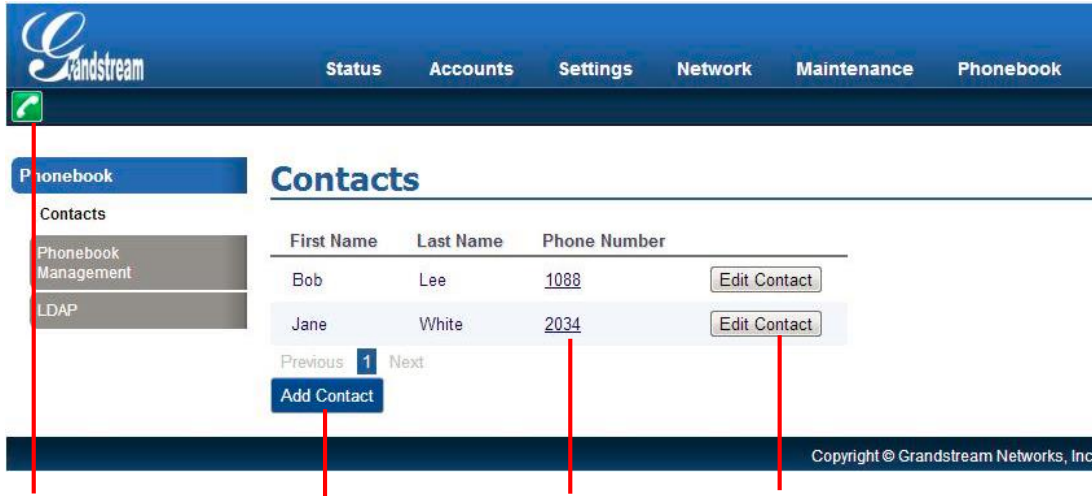 Grandstream
Status Accounts Settings Network Maintenance Phonebook
Phonebook
Contacts
Phonebook
Management
LDAP
Contacts
First Name Last Name Phone Number
Bob Lee 1088 Edit Contact
Jane White 2034 Edit Contact
Previous 1 Next
Add Contact
Copyright © Grandstream Networks, Inc